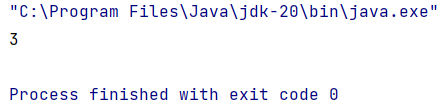 "C:\Program Files\Java\jdk-20\bin\java.exe"
3
Process finished with exit code 0